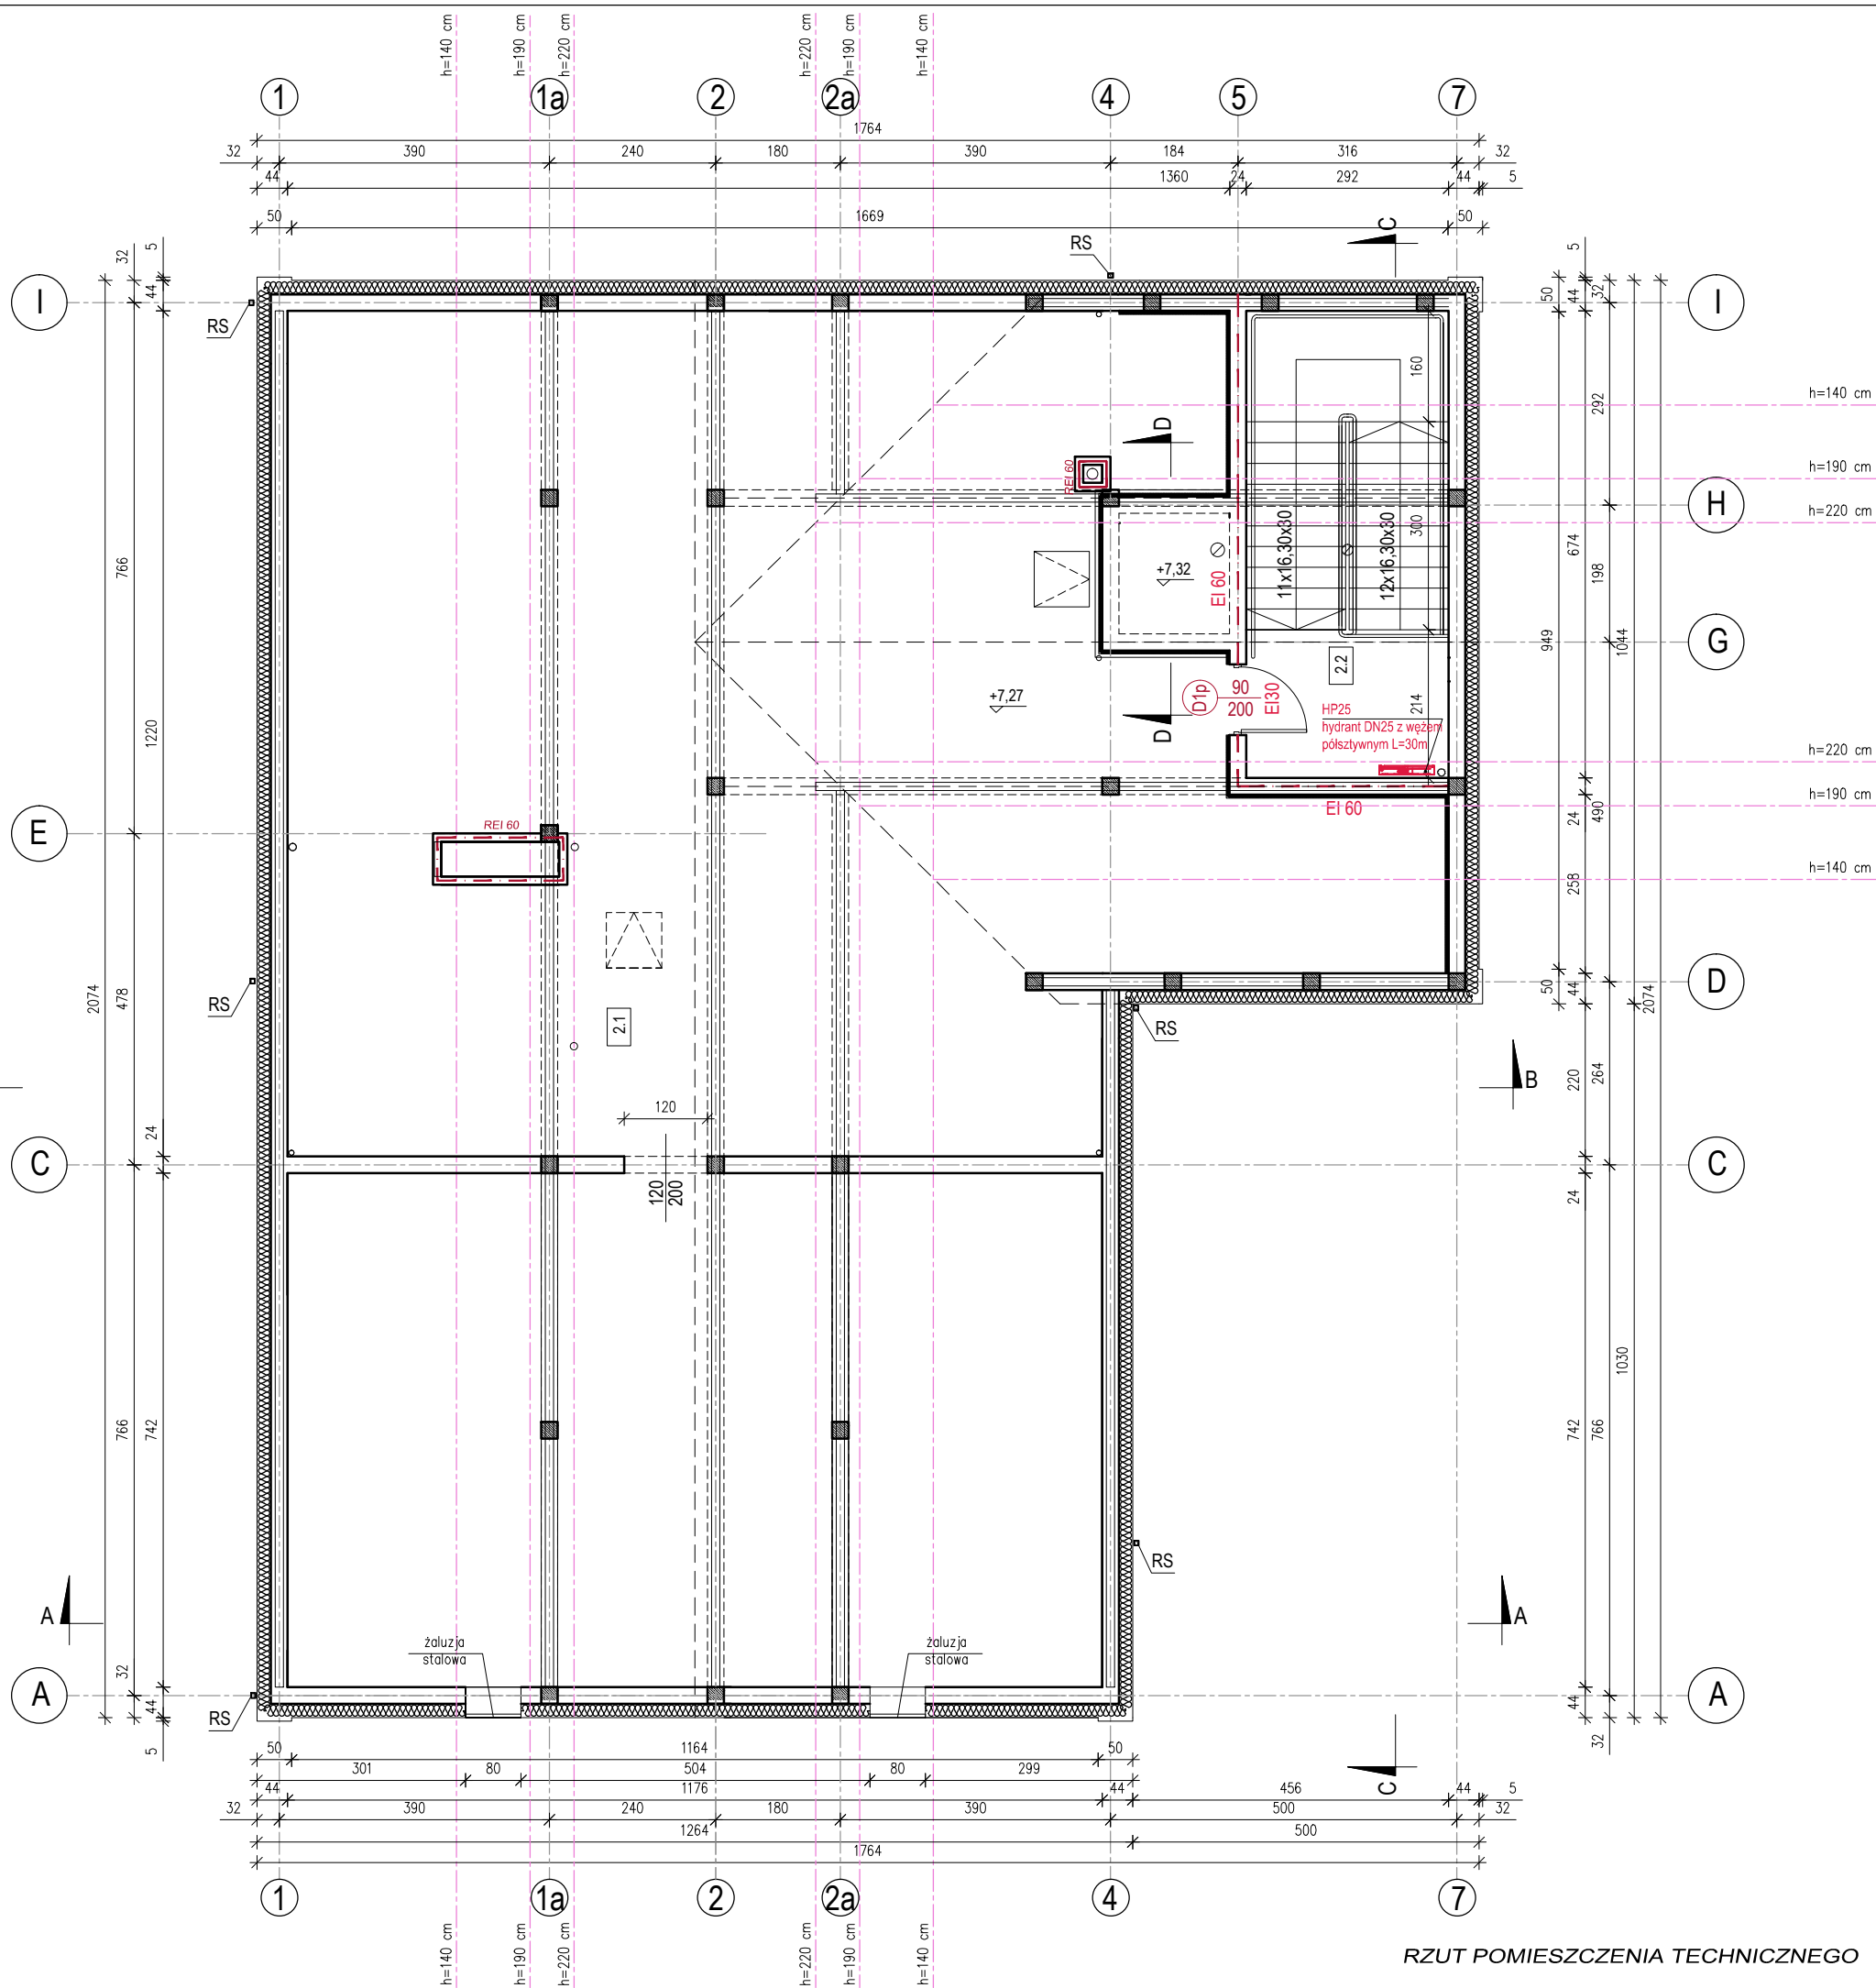 h=140 cm
h=190 cm
h=220 cm
h=220 cm
h=190 cm
h=140 cm
1
1a
2
2a
4
5
7
1764
32
390
240
180
390
184
316
32
44
1360
24
292
44
5
50
1669
50
RS
C
32
5
44
50
5
44
32
I
I
RS
160
292
h=140 cm
D
h=190 cm
REI 60
H
h=220 cm
766
674
300
198
11x16,30x30
12x16,30x30
+7,32
EI 60
949
1044
G
2.2
+7,27
D1p
90
200
EI30
214
HP25
hydrant DN25 z wężem
półsztywnym L=30m
D
1220
h=220 cm
h=190 cm
24
490
EI 60
E
REI 60
h=140 cm
258
2074
478
RS
50
44
D
2074
2.1
RS
220
264
B
120
24
C
C
120
200
24
1030
766
742
742
766
RS
A
A
żaluzja
stalowa
żaluzja
stalowa
32
44
5
A
A
RS
44
32
50
1164
50
301
80
504
80
299
C
44
1176
44
456
44
5
32
390
240
180
390
500
32
1264
500
1764
1
1a
2
2a
4
7
h=140 cm
h=190 cm
h=220 cm
h=220 cm
h=190 cm
h=140 cm
RZUT POMIESZCZENIA TECHNICZNEGO